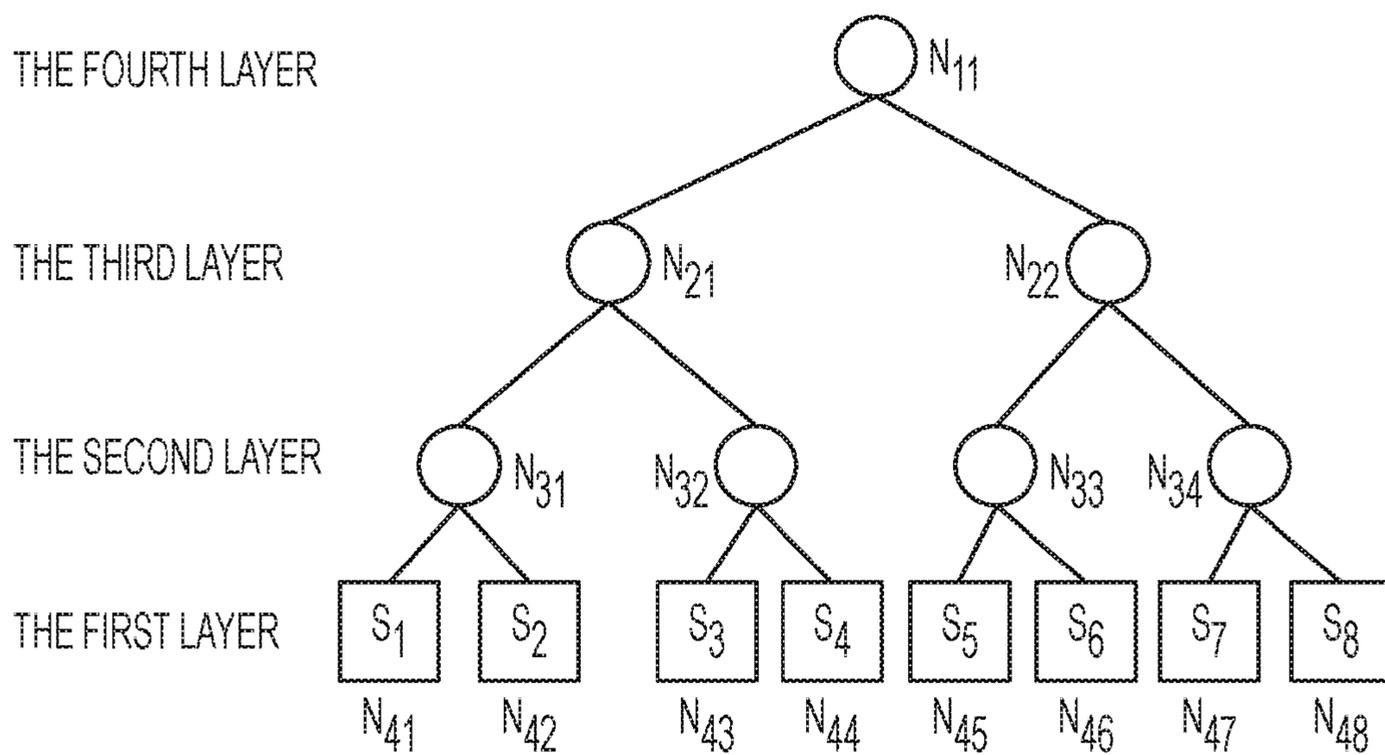 THE FOURTH LAYER N11
THE THIRD LAYER N21 N22
THE SECOND LAYER N31 N32 N33 N34
THE FIRST LAYER S1 S2 S3 S4 S5 S6 S7 S8
N41 N42 N43 N44 N45 N46 N47 N48